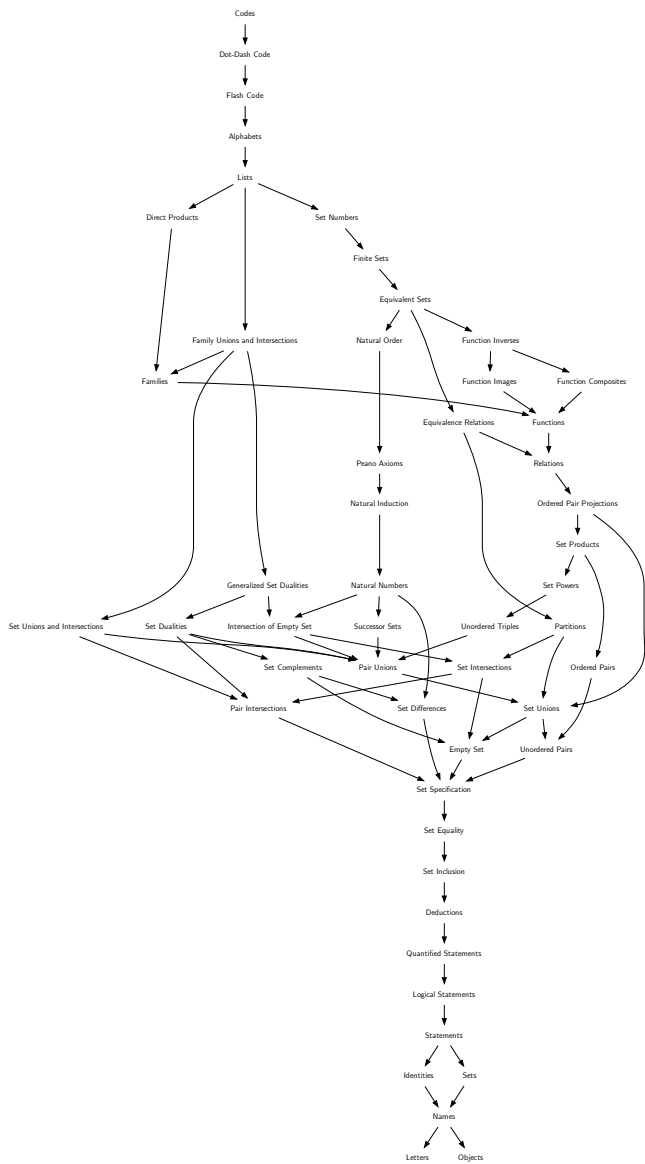 Codes
Dot-Dash Code
Flash Code
Alphabets
Lists
Direct Products
Set Numbers
Finite Sets
Equivalent Sets
Family Unions and Intersections
Natural Order
Function Inverses
Families
Function Images
Function Composites
Equivalence Relations
Functions
Peano Axioms
Relations
Natural Induction
Ordered Pair Projections
Set Products
Generalized Set Dualities
Natural Numbers
Set Powers
Set Unions and Intersections
Set Dualities
Intersection of Empty Set
Successor Sets
Unordered Triples
Partitions
Set Complements
Pair Unions
Set Intersections
Ordered Pairs
Pair Intersections
Set Differences
Set Unions
Empty Set
Unordered Pairs
Set Specification
Set Equality
Set Inclusion
Deductions
Quantified Statements
Logical Statements
Statements
Identities
Sets
Names
Letters
Objects